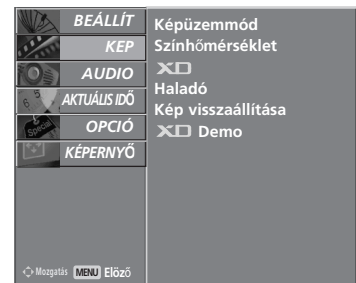 BEÁLLÍT
KEP
AUDIO
AKTUÁLIS IDŐ
OPCIÓ
KÉPERNYŐ
Mozgatás MENU Előző
Képüzemmód
Színhőmérséklet
XD
Haladó
Kép visszaállítása
XD Demo